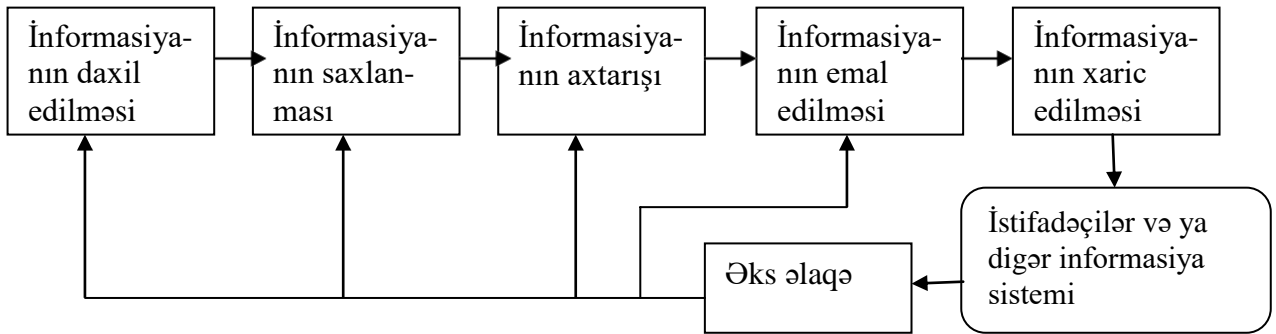 İnformasiya-
nın daxil
edilməsi
İnformasiya-
nın saxlan-
ması
İnformasiya-
nın axtarışı
İnformasiya-
nın emal
edilməsi
İnformasiya-
nın xaric
edilməsi
İstifadəçilər və ya
digər informasiya
sistemi
Əks əlaqə